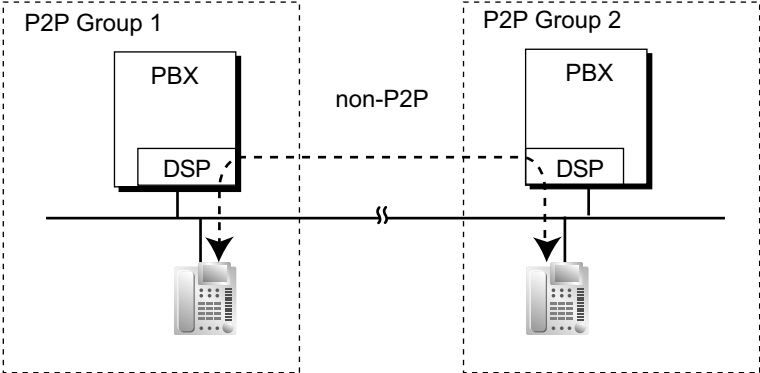 P2P Group 1
P2P Group 2
PBX
non-P2P
PBX
DSP
DSP